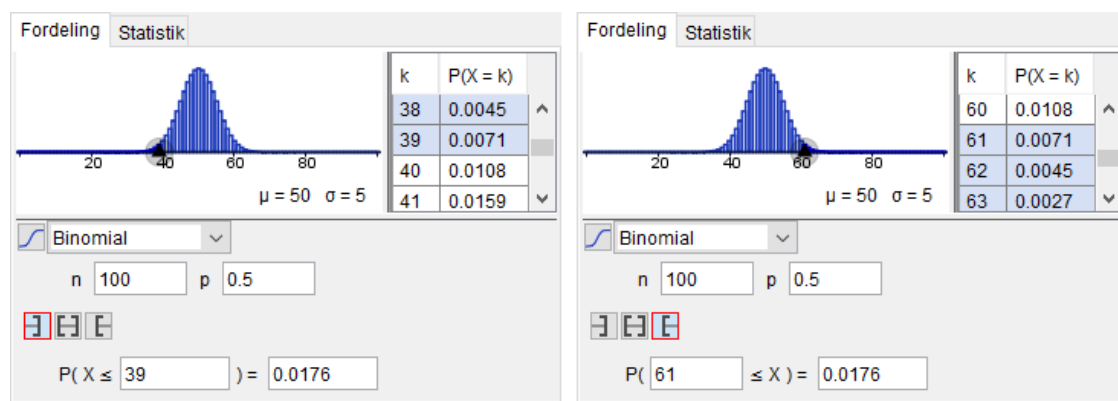 Fordeling Statistik
k P(X = k)
38 0.0045
39 0.0071
40 0.0108
41 0.0159
20 40 60 80
μ = 50 σ = 5
Binomial
n 100 p 0.5
P( X ≤ 39 ) = 0.0176
Fordeling Statistik
k P(X = k)
60 0.0108
61 0.0071
62 0.0045
63 0.0027
20 40 60 80
μ = 50 σ = 5
Binomial
n 100 p 0.5
P( 61 ≤ X ) = 0.0176